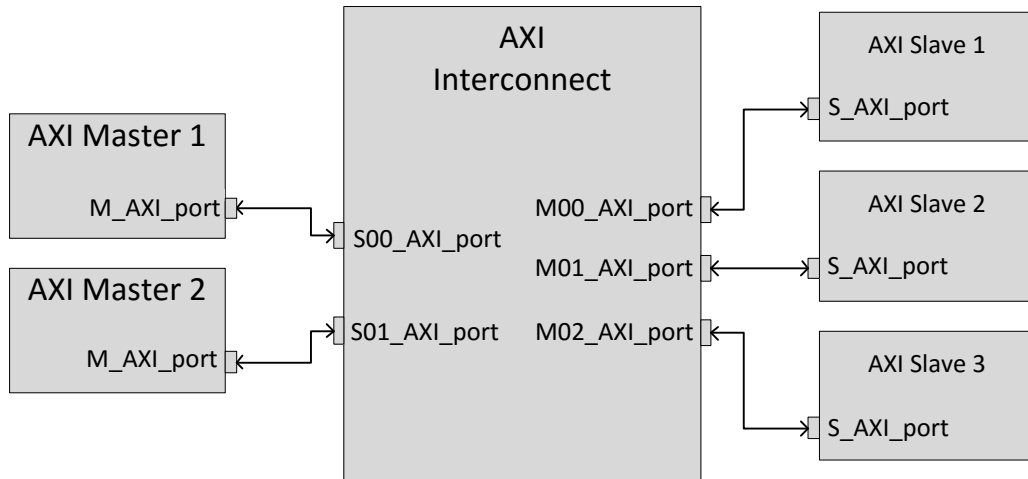 AXI Master 1
M_AXI_port
AXI Master 2
M_AXI_port
AXI
Interconnect
S00_AXI_port
S01_AXI_port
M00_AXI_port
M01_AXI_port
M02_AXI_port
AXI Slave 1
S_AXI_port
AXI Slave 2
S_AXI_port
AXI Slave 3
S_AXI_port